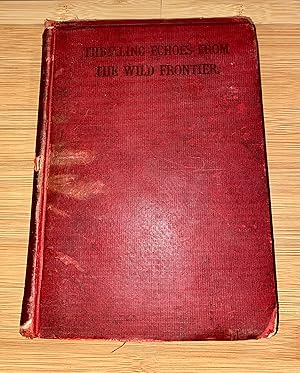 THRILLING ECHOES FROM
THE WILD FRONTIER.